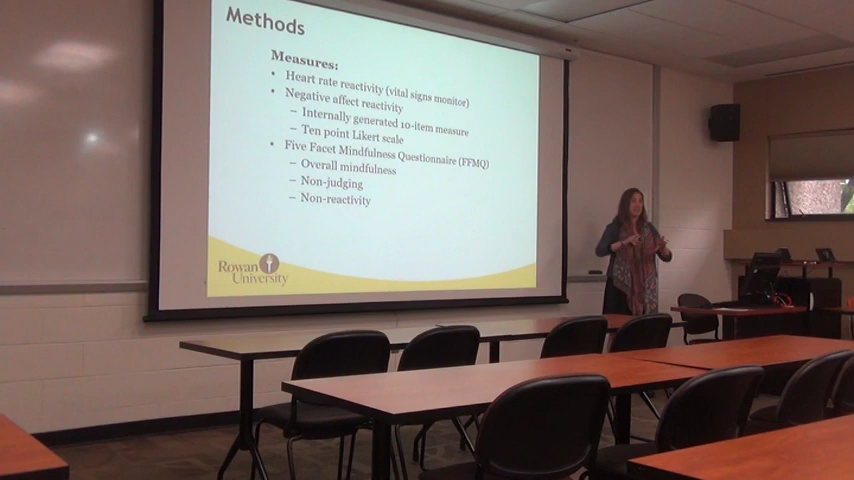 Methods
Measures:
• Heart rate reactivity (vital signs monitor)
• Negative affect reactivity
– Internally generated 10-item measure
– Ten point Likert scale
• Five Facet Mindfulness Questionnaire (FFMQ)
– Overall mindfulness
– Non-judging
– Non-reactivity
Rowan
University